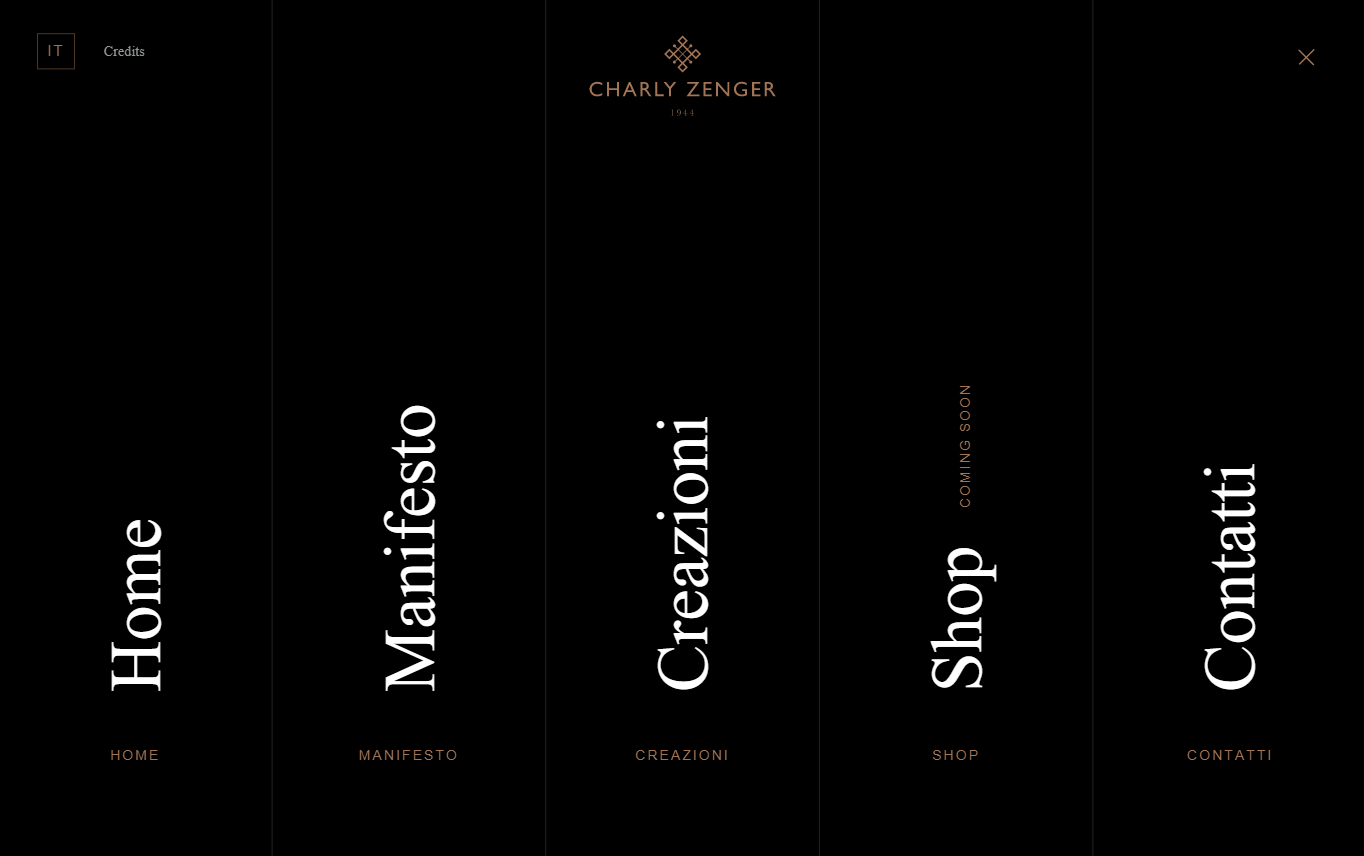 IT
Credits
CHARLY ZENGER
1944
Home
Manifesto
Creazioni
Shop
COMING SOON
Contatti
HOME
MANIFESTO
CREAZIONI
SHOP
CONTATTI